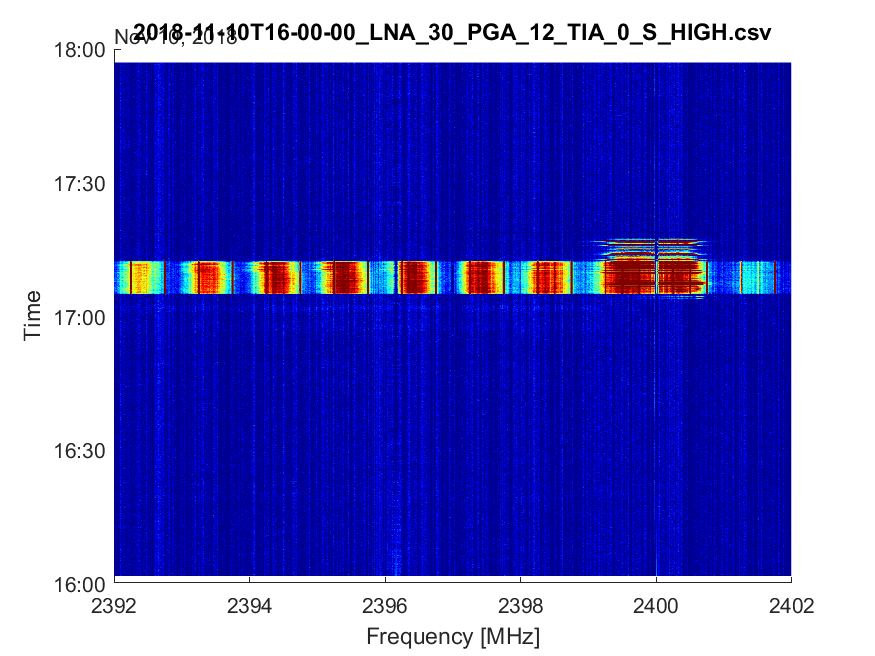 2018-11-10T16-00-00_LNA_30_PGA_12_TIA_0_S_HIGH.csv
Nov 10, 2018
18:00
17:30
17:00
16:30
16:00
Time
2392 2394 2396 2398 2400 2402
Frequency [MHz]